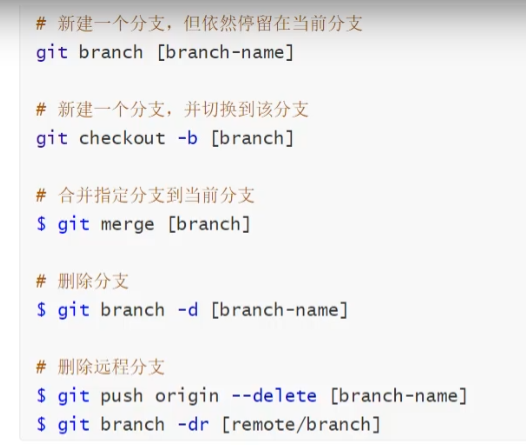 # 新建一个分支，但依然停留在当前分支
git branch [branch-name]
# 新建一个分支，并切换到该分支
git checkout -b [branch]
# 合并指定分支到当前分支
$ git merge [branch]
# 删除分支
$ git branch -d [branch-name]
# 删除远程分支
$ git push origin --delete [branch-name]
$ git branch -dr [remote/branch]